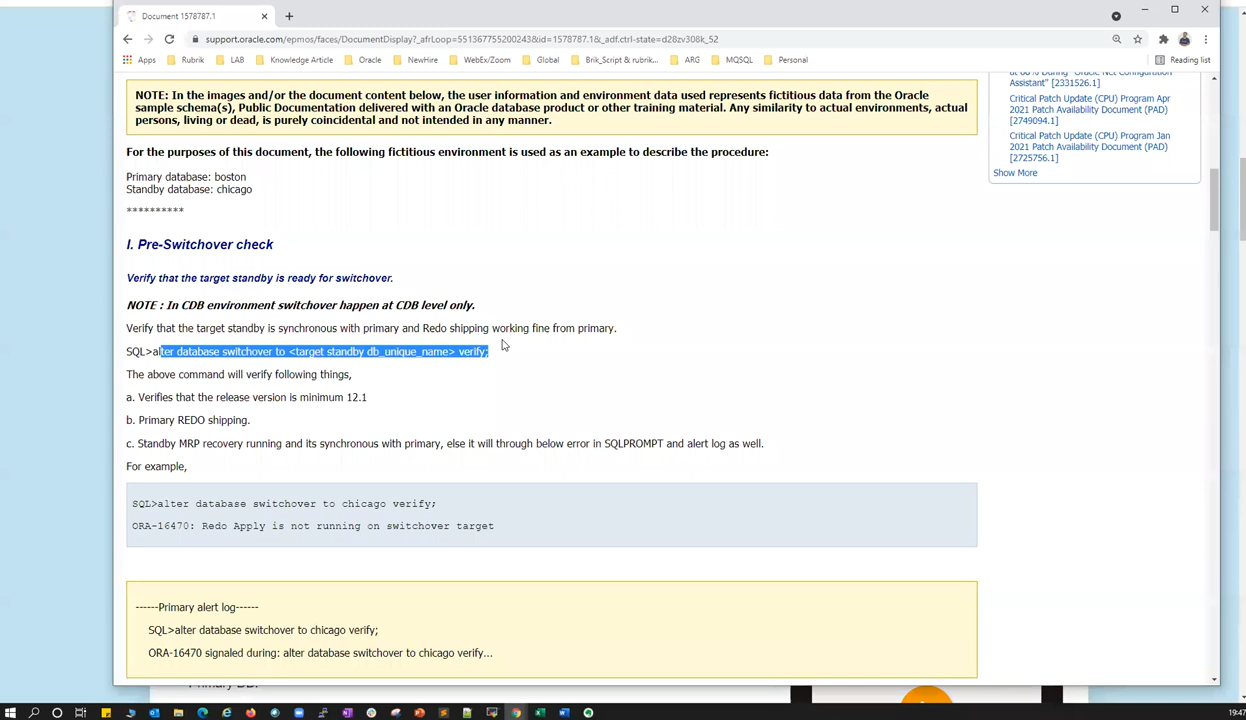 Document 1578787.1
support.oracle.com/epmos/faces/DocumentDisplay?_afrLoop=551367755200243&id=1578787.1&_adf.ctrl-state=d28zv308k_52
Apps Rubrik LAB Knowledge Article Oracle NewHire WebEx/Zoom Global Brik_Script & rubrik... ARG MQSQL Personal Reading list
NOTE: In the images and/or the document content below, the user information and environment data used represents fictitious data from the Oracle
sample schema(s), Public Documentation delivered with an Oracle database product or other training material. Any similarity to actual environments, actual
persons, living or dead, is purely coincidental and not intended in any manner.
For the purposes of this document, the following fictitious environment is used as an example to describe the procedure:
Primary database: boston
Standby database: chicago
**********
I. Pre-Switchover check
Verify that the target standby is ready for switchover.
NOTE : In CDB environment switchover happen at CDB level only.
Verify that the target standby is synchronous with primary and Redo shipping working fine from primary.
SQL>alter database switchover to <target standby db_unique_name> verify;
The above command will verify following things,
a. Verifies that the release version is minimum 12.1
b. Primary REDO shipping.
c. Standby MRP recovery running and its synchronous with primary, else it will through below error in SQLPROMPT and alert log as well.
For example,
SQL>alter database switchover to chicago verify;
ORA-16470: Redo Apply is not running on switchover target
------Primary alert log------
SQL>alter database switchover to chicago verify;
ORA-16470 signaled during: alter database switchover to chicago verify...
Assistant" [2331526.1]
Critical Patch Update (CPU) Program Apr
2021 Patch Availability Document (PAD)
[2749094.1]
Critical Patch Update (CPU) Program Jan
2021 Patch Availability Document (PAD)
[2725756.1]
Show More
19:47